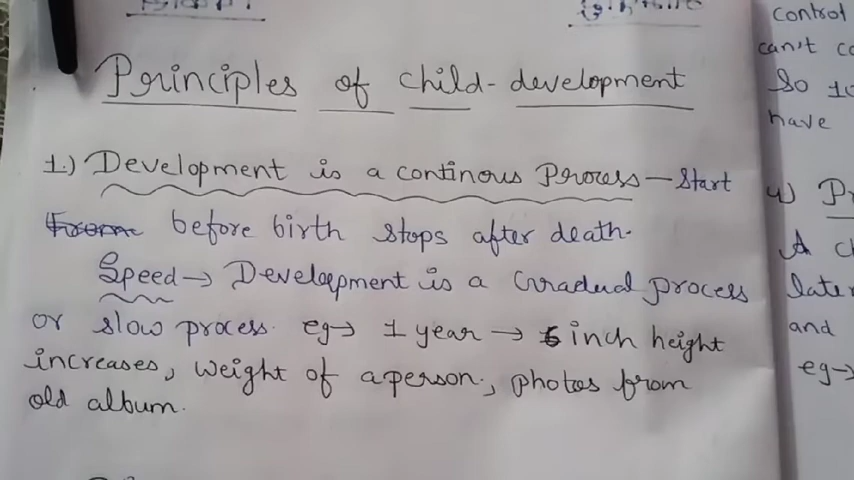 Principles of child-development
1.) Development is a continous Process — Start
before birth stops after death.
Speed → Development is a Gradual process
or slow process. eg → 1 year → 6 inch height
increases, weight of a person., photos from
old album.
control
can't
So
have
4)
A
late
and
eg→